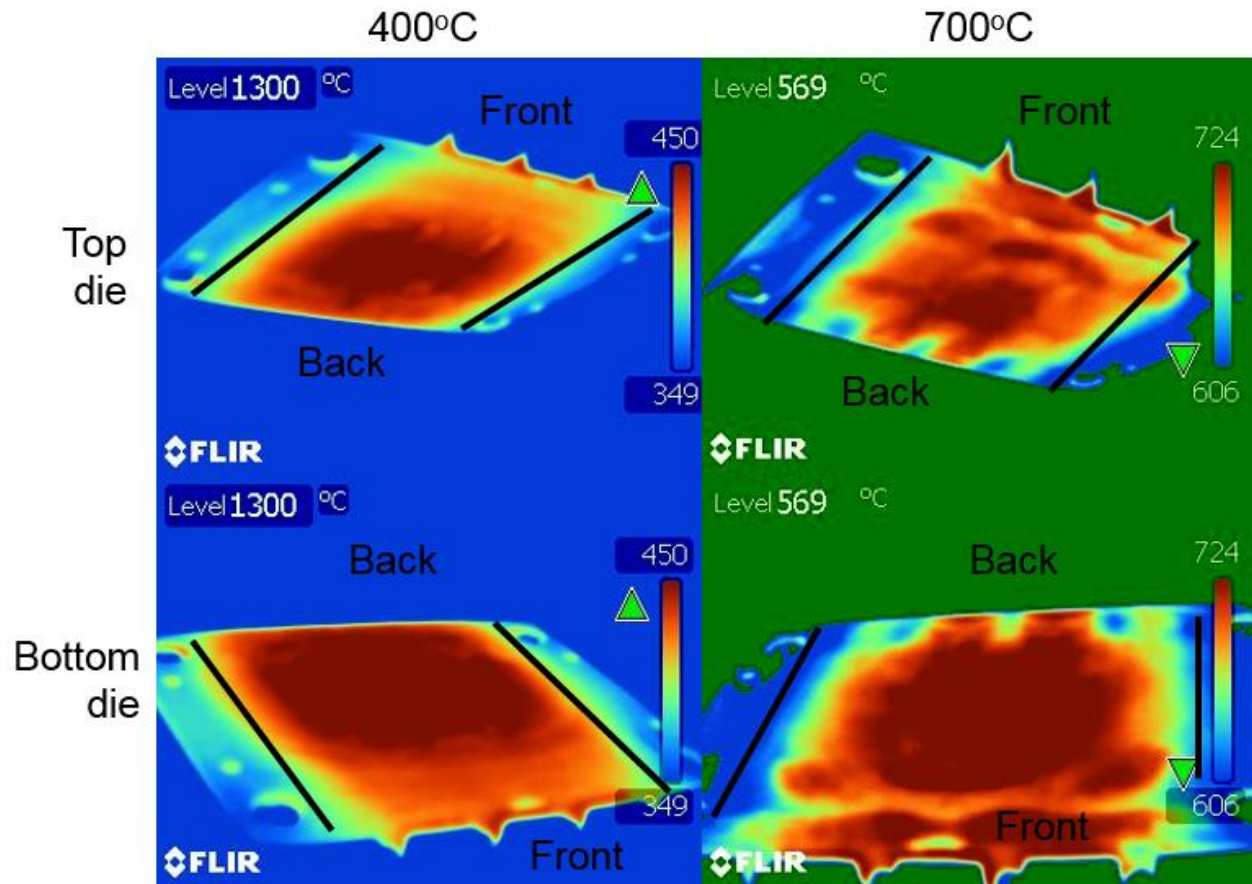 400°C
700°C
Level 1300 °C
Front
450
349
Back
FLIR
Level 569 °C
Front
724
606
Back
FLIR
Top
die
Level 1300 °C
Back
450
349
Front
FLIR
Level 569 °C
Back
724
606
Front
FLIR
Bottom
die